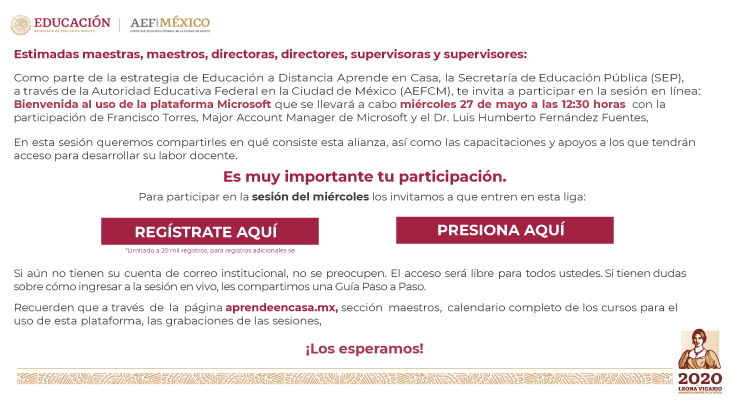 EDUCACIÓN
SECRETARÍA DE EDUCACIÓN PÚBLICA
AEFMÉXICO
AUTORIDAD EDUCATIVA FEDERAL EN LA CIUDAD DE MÉXICO
Estimadas maestras, maestros, directoras, directores, supervisoras y supervisores:
Como parte de la estrategia de Educación a Distancia Aprende en Casa, la Secretaría de Educación Pública (SEP),
a través de la Autoridad Educativa Federal en la Ciudad de México (AEFCM), te invita a participar en la sesión en línea:
Bienvenida al uso de la plataforma Microsoft que se llevará a cabo miércoles 27 de mayo a las 12:30 horas con la
participación de Francisco Torres, Major Account Manager de Microsoft y el Dr. Luis Humberto Fernández Fuentes,
En esta sesión queremos compartirles en qué consiste esta alianza, así como las capacitaciones y apoyos a los que tendrán
acceso para desarrollar su labor docente.
Es muy importante tu participación.
Para participar en la sesión del miércoles los invitamos a que entren en esta liga:
REGÍSTRATE AQUÍ
PRESIONA AQUÍ
*Limitado a 20 mil registros, para registros adicionales se
Si aún no tienen su cuenta de correo institucional, no se preocupen. El acceso será libre para todos ustedes. Si tienen dudas
sobre cómo ingresar a la sesión en vivo, les compartimos una Guía Paso a Paso.
Recuerden que a través de la página aprendeencasa.mx, sección maestros, calendario completo de los cursos para el
uso de esta plataforma, las grabaciones de las sesiones,
¡Los esperamos!
2020
LEONA VICARIO